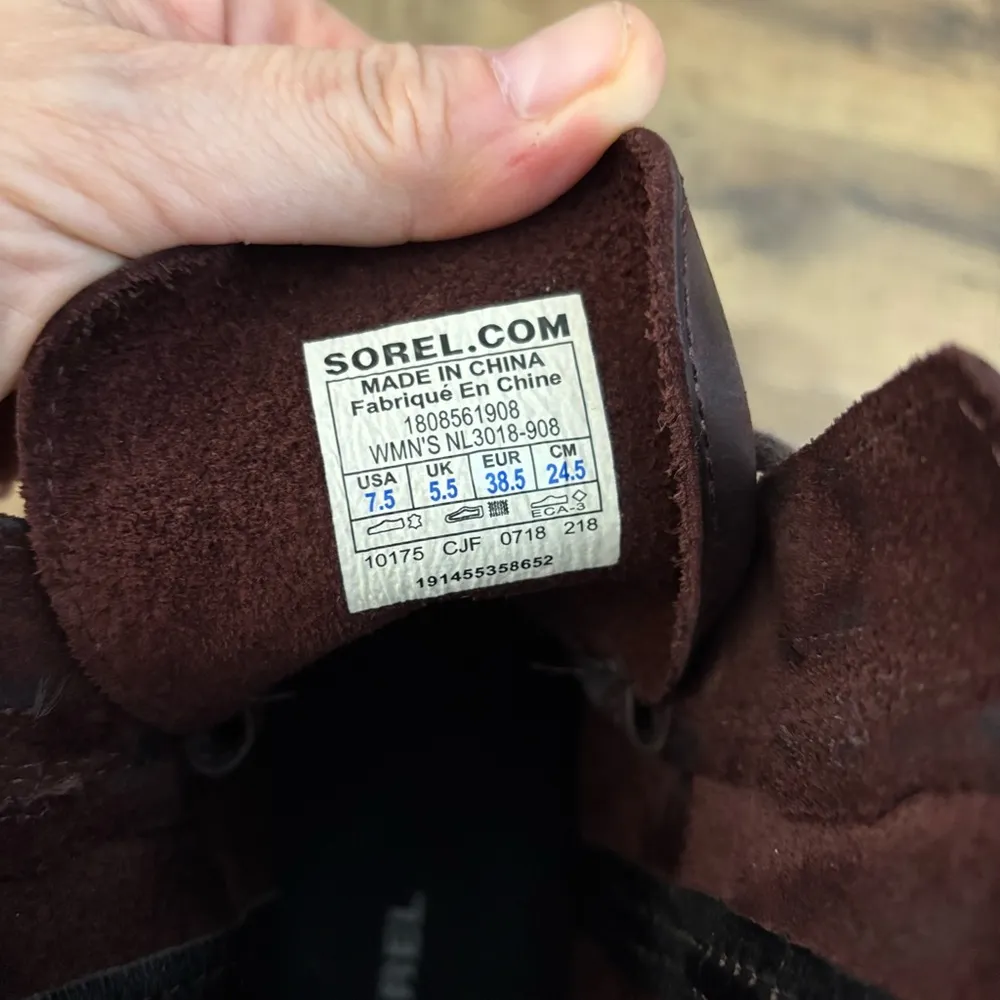 SOREL.COM
MADE IN CHINA
Fabriqué En Chine
1808561908
WMN'S NL3018-908
USA UK EUR CM
7.5 5.5 38.5 24.5
ECA-3
10175 CJF 0718 218
191455358652